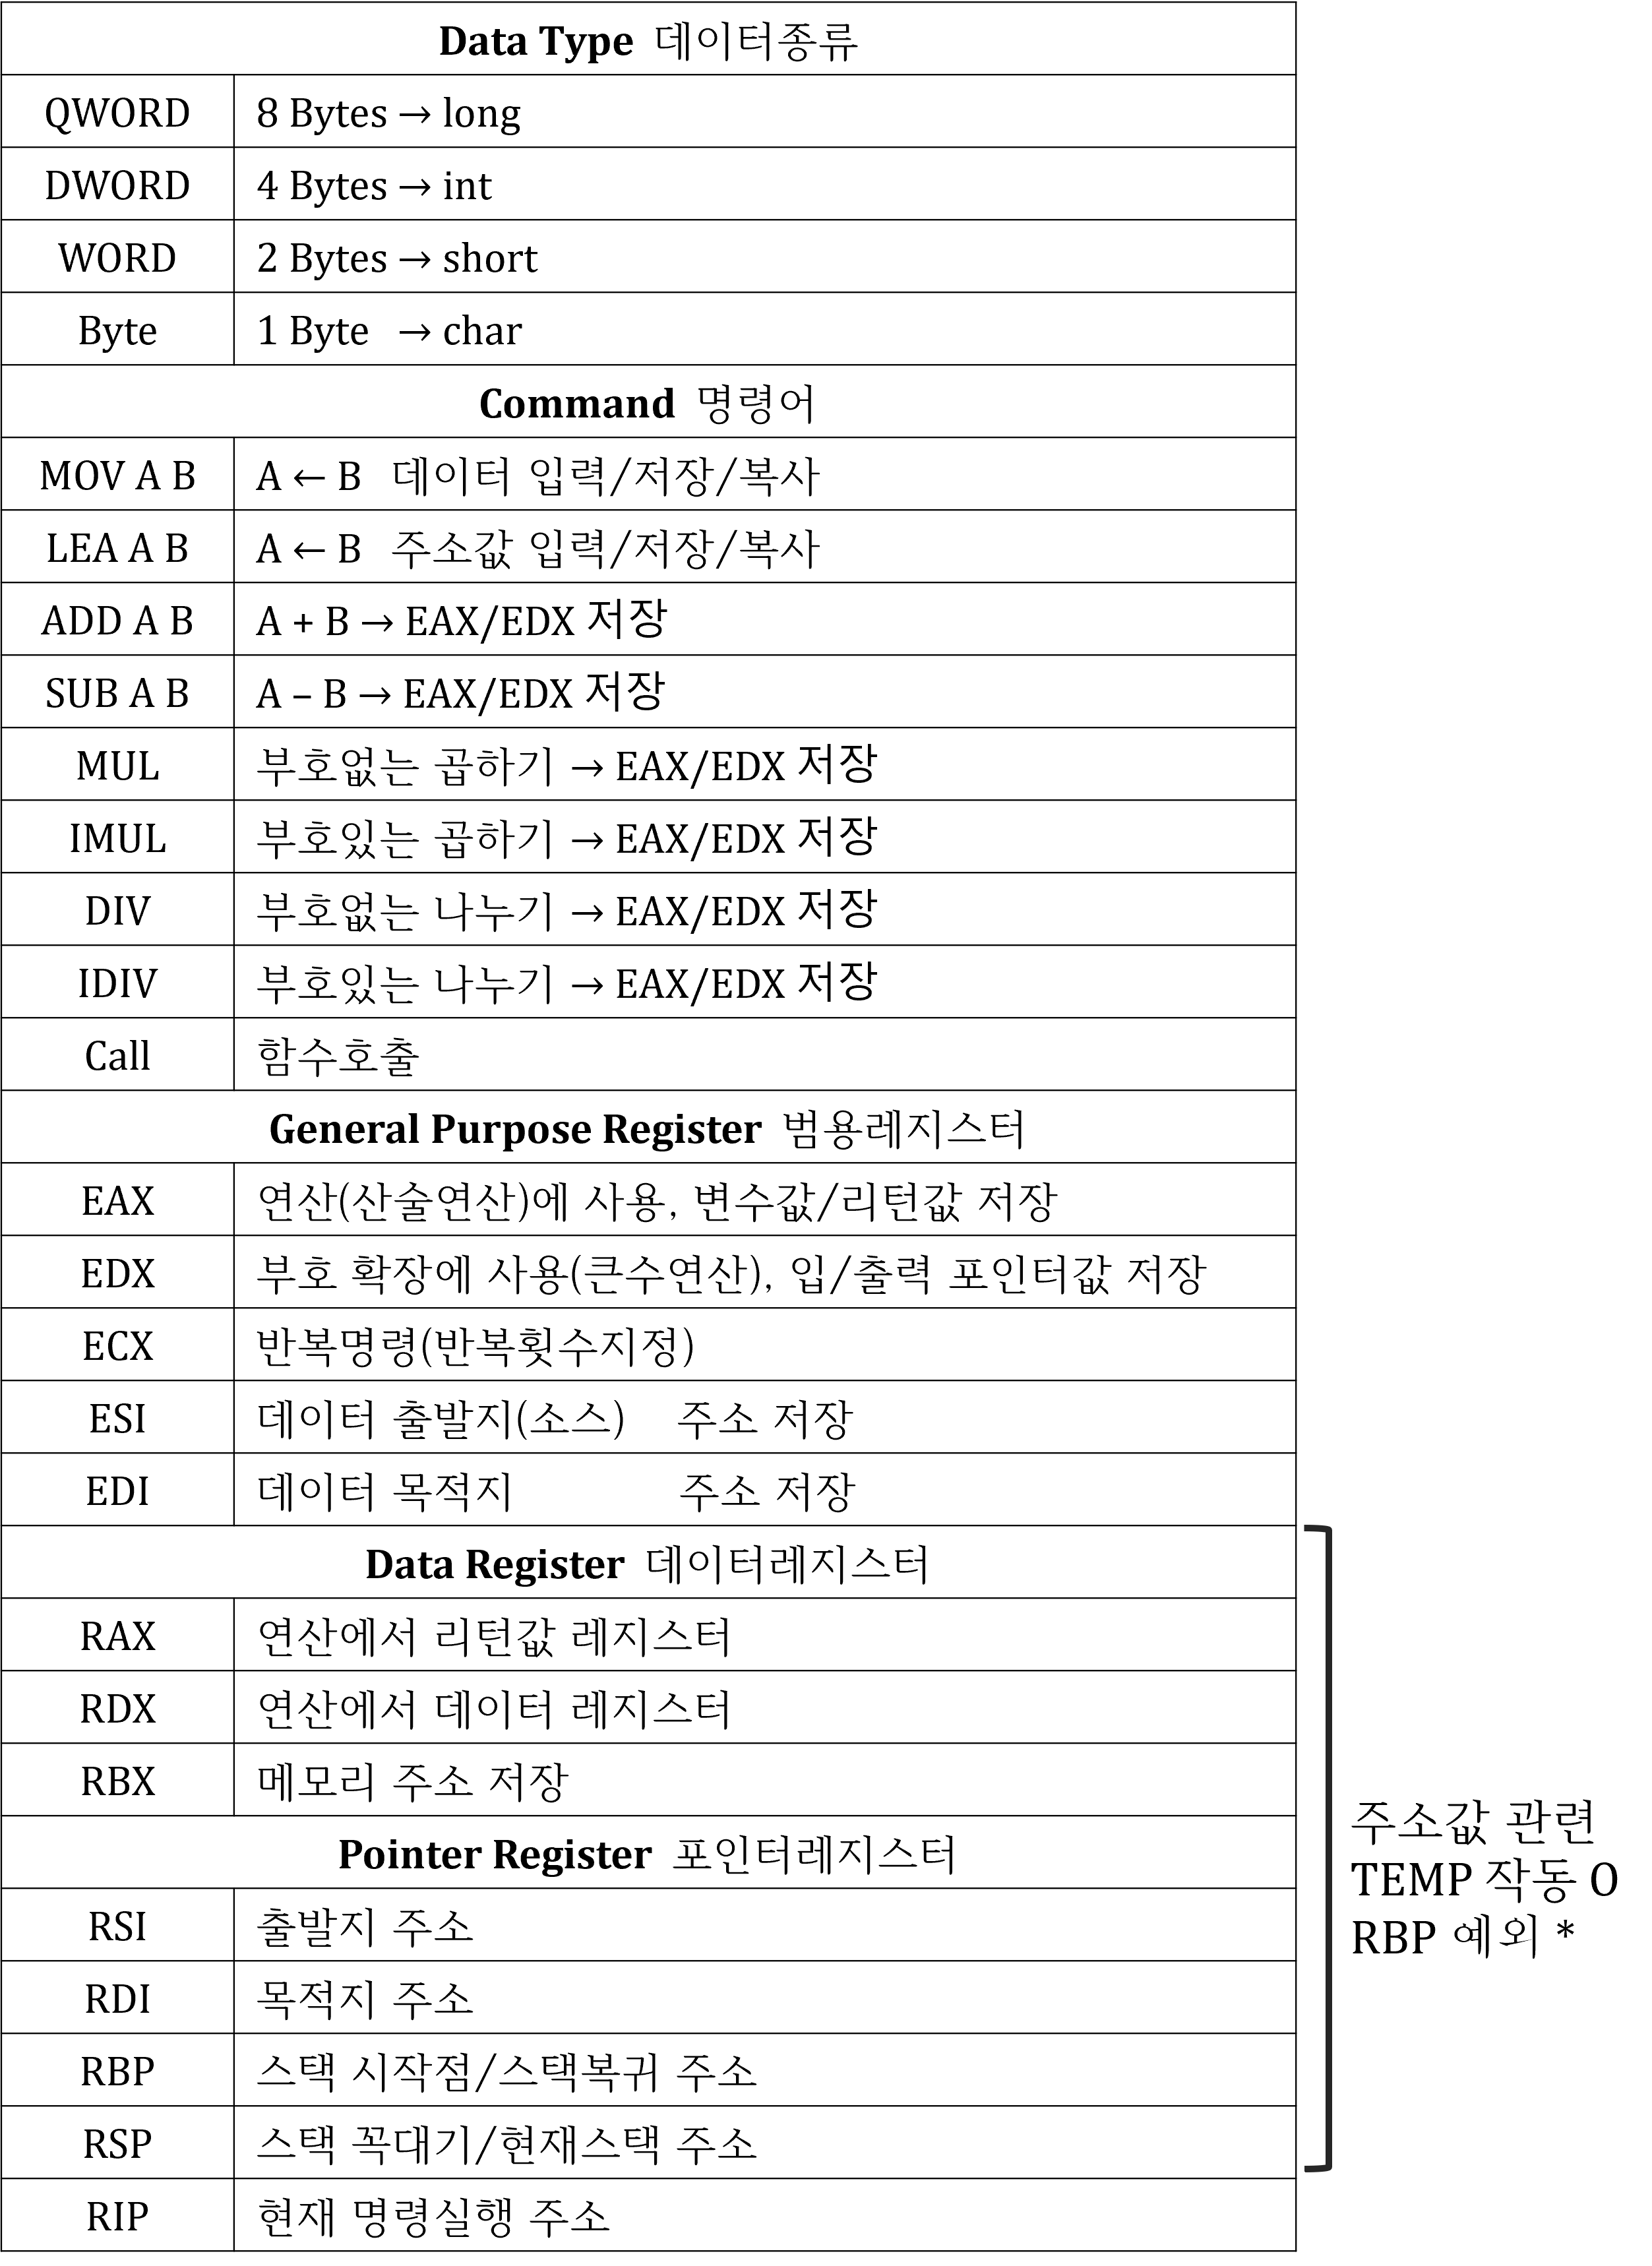 Data Type 데이터종류
QWORD 8 Bytes → long
DWORD 4 Bytes → int
WORD 2 Bytes → short
Byte 1 Byte → char
Command 명령어
MOV A B A ← B 데이터 입력/저장/복사
LEA A B A ← B 주소값 입력/저장/복사
ADD A B A + B → EAX/EDX 저장
SUB A B A – B → EAX/EDX 저장
MUL 부호없는 곱하기 → EAX/EDX 저장
IMUL 부호있는 곱하기 → EAX/EDX 저장
DIV 부호없는 나누기 → EAX/EDX 저장
IDIV 부호있는 나누기 → EAX/EDX 저장
Call 함수호출
General Purpose Register 범용레지스터
EAX 연산(산술연산)에 사용, 변수값/리턴값 저장
EDX 부호 확장에 사용(큰수연산), 입/출력 포인터값 저장
ECX 반복명령(반복횟수지정)
ESI 데이터 출발지(소스) 주소 저장
EDI 데이터 목적지 주소 저장
Data Register 데이터레지스터
RAX 연산에서 리턴값 레지스터
RDX 연산에서 데이터 레지스터
RBX 메모리 주소 저장
Pointer Register 포인터레지스터
RSI 출발지 주소
RDI 목적지 주소
RBP 스택 시작점/스택복귀 주소
RSP 스택 꼭대기/현재스택 주소
RIP 현재 명령실행 주소
주소값 관련
TEMP 작동 O
RBP 예외 *